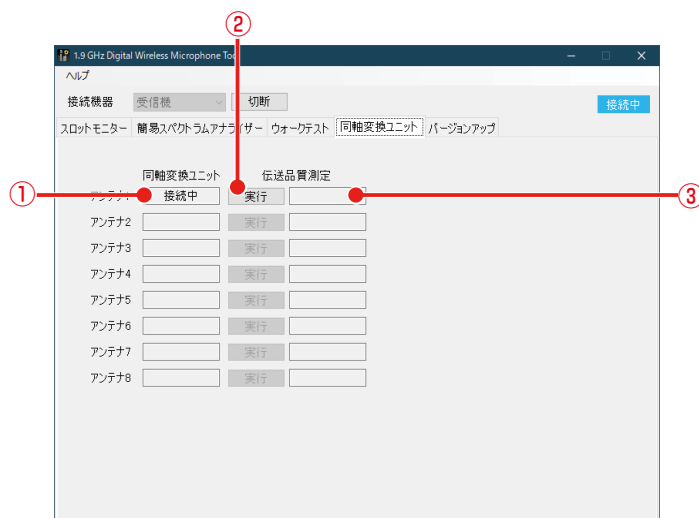 ②
1.9 GHz Digital Wireless Microphone Too
ヘルプ
接続機器 受信機 切断 接続中
スロットモニター 簡易スペクトラムアナライザー ウォークテスト 同軸変換ユニット バージョンアップ
同軸変換ユニット 伝送品質測定
① アンテナ1 接続中 実行 ③
アンテナ2 実行
アンテナ3 実行
アンテナ4 実行
アンテナ5 実行
アンテナ6 実行
アンテナ7 実行
アンテナ8 実行